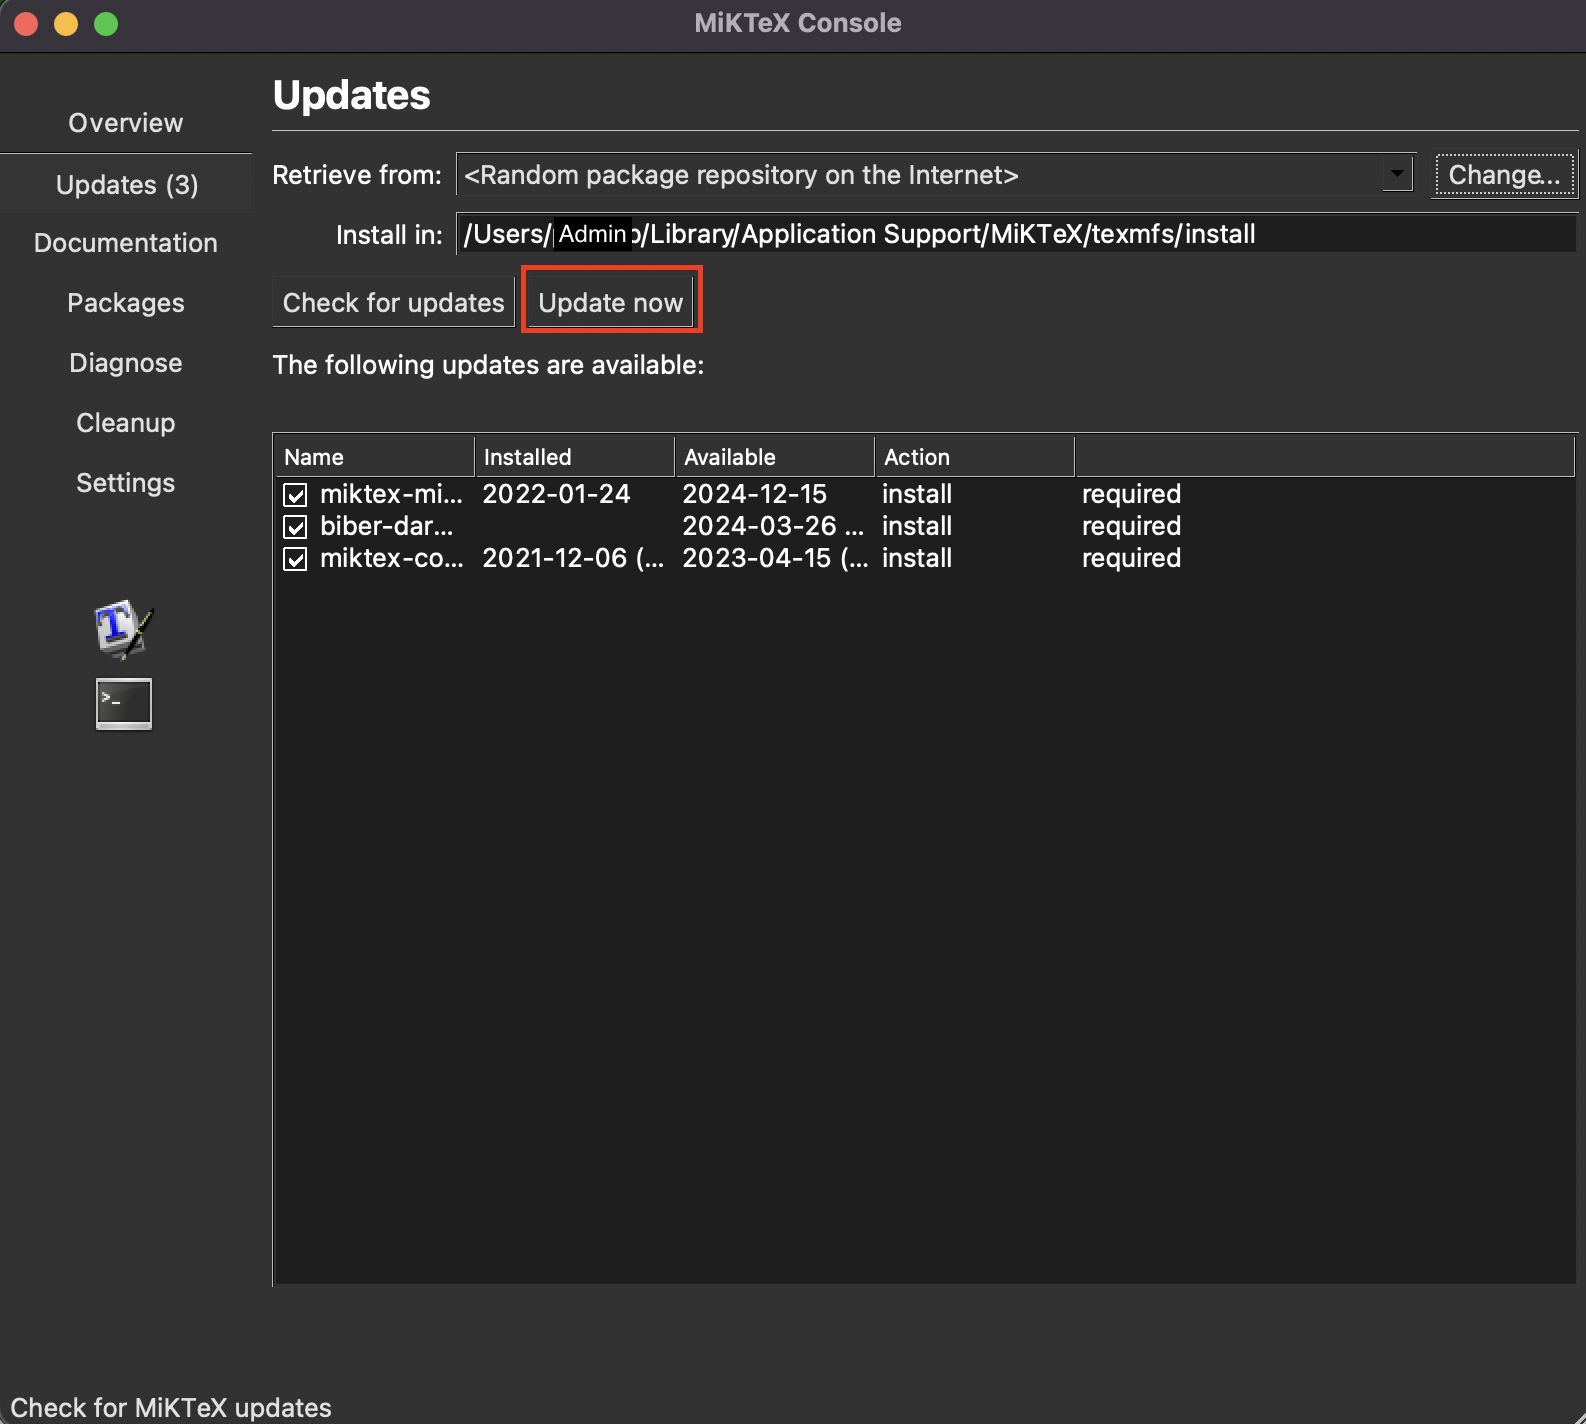 MiKTeX Console
Updates
Overview
Updates (3)
Documentation
Packages
Diagnose
Cleanup
Settings
Retrieve from: <Random package repository on the Internet> Change...
Install in: /Users/ Admin /Library/Application Support/MiKTeX/texmfs/install
Check for updates Update now
The following updates are available:
Name Installed Available Action
miktex-mi... 2022-01-24 2024-12-15 install required
biber-dar... 2024-03-26 ... install required
miktex-co... 2021-12-06 (... 2023-04-15 (... install required
T
>_
Check for MiKTeX updates